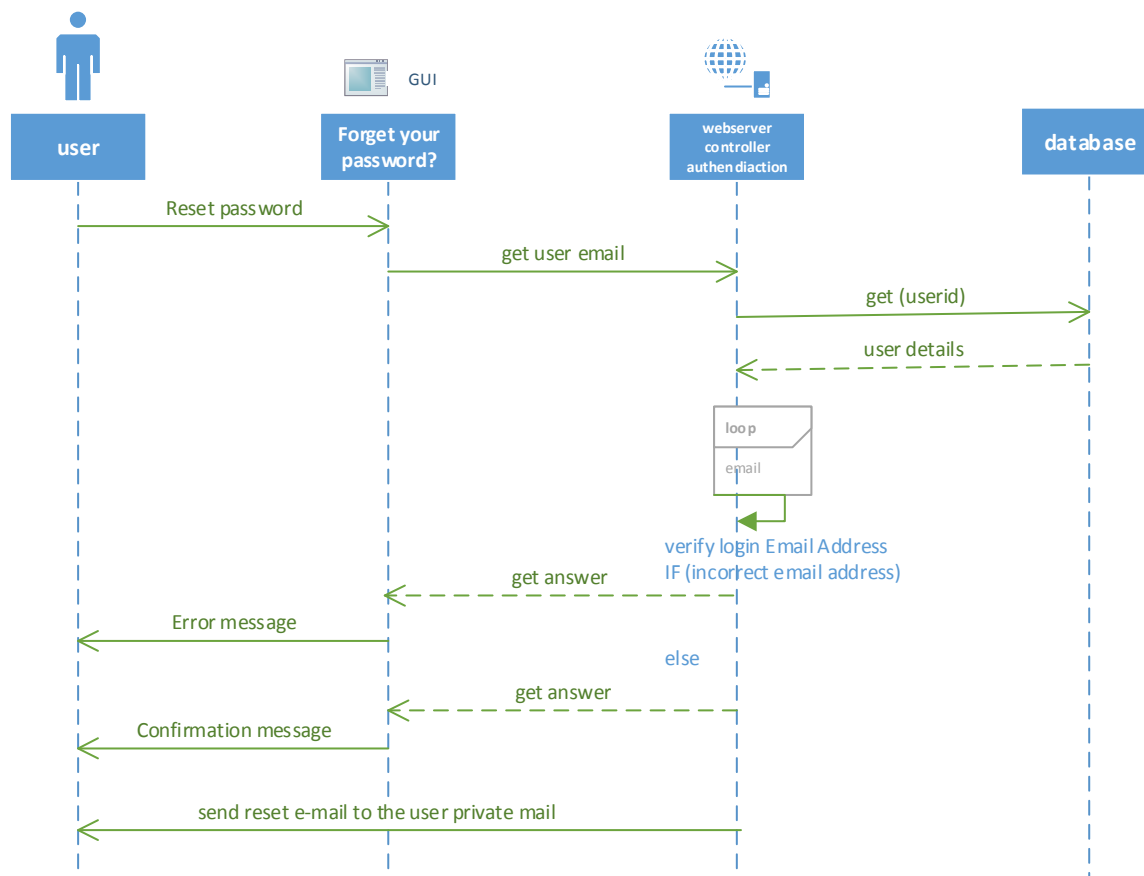 GUI
user
Forget your
password?
webserver
controller
authendiaction
database
Reset password
get user email
get (userid)
user details
loop
email
verify login Email Address
IF (incorrect email address)
get answer
Error message
else
get answer
Confirmation message
send reset e-mail to the user private mail